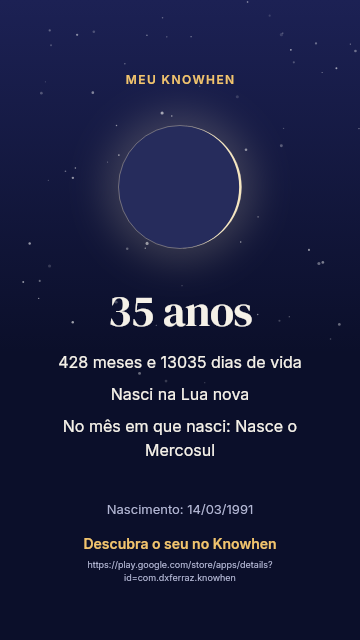 MEU KNOWHEN
35 anos
428 meses e 13035 dias de vida
Nasci na Lua nova
No mês em que nasci: Nasce o
Mercosul
Nascimento: 14/03/1991
Descubra o seu no Knowhen
https://play.google.com/store/apps/details?
id=com.dxferraz.knowhen